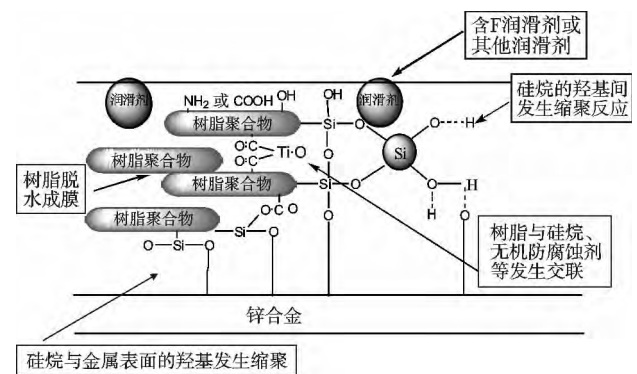 含F润滑剂或
其他润滑剂
润滑剂
NH2 或 COOH
OH
OH
润滑剂
硅烷的羟基间
发生缩聚反应
树脂聚合物
Si
O
O
H
O:C
Ti·O
O:C
O
Si
树脂聚合物
树脂脱
水成膜
树脂聚合物
Si
O
O
H
H
O
树脂聚合物
O
C
O
Si
O
Si
O
O
O
树脂与硅烷、
无机防腐蚀剂
等发生交联
锌合金
硅烷与金属表面的羟基发生缩聚